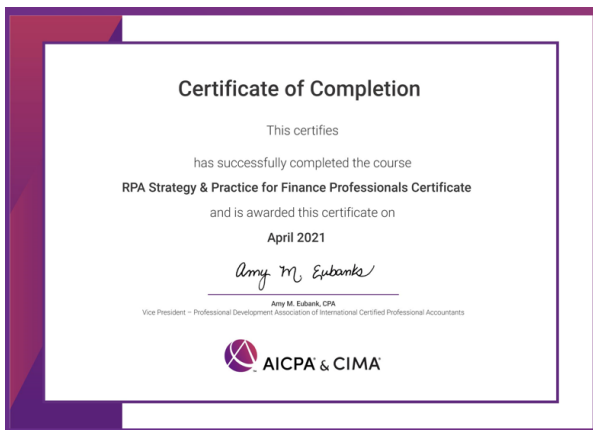 Certificate of Completion
This certifies
has successfully completed the course
RPA Strategy & Practice for Finance Professionals Certificate
and is awarded this certificate on
April 2021
Amy M. Eubanks
Amy M. Eubank, CPA
Vice President – Professional Development Association of International Certified Professional Accountants
AICPA® & CIMA®